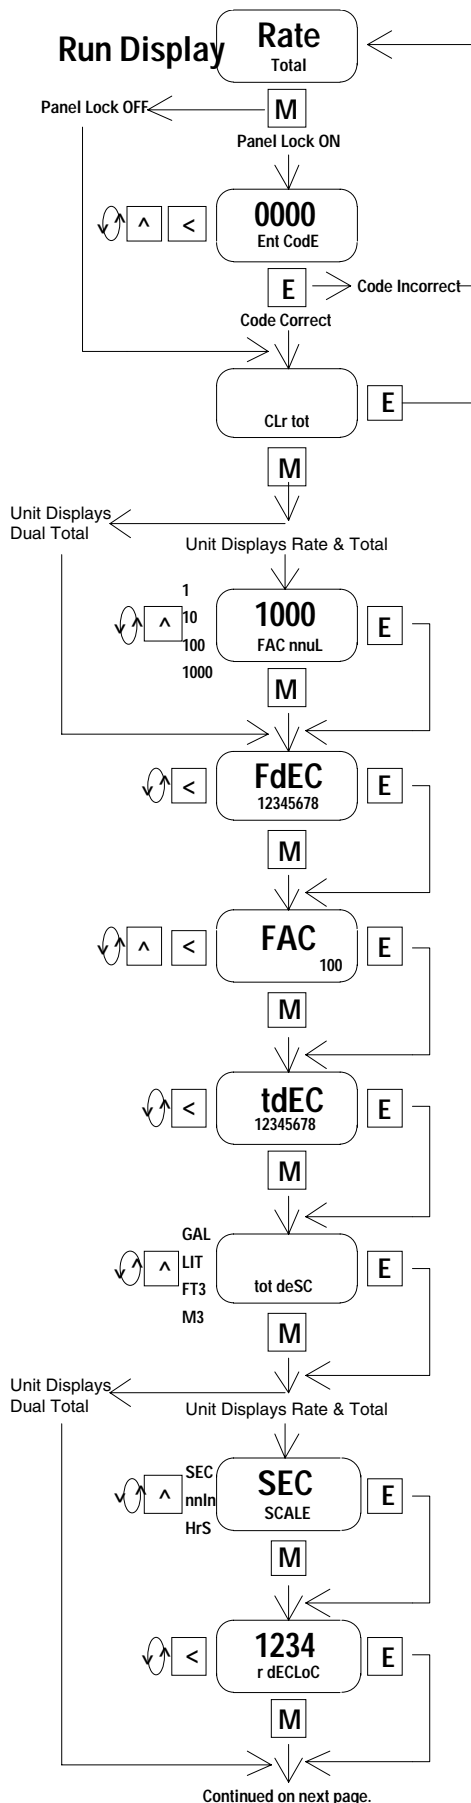 Run Display
Rate
Total
Panel Lock OFF
M
Panel Lock ON
^
<
0000
Ent CodE
E
Code Incorrect
Code Correct
CLr tot
E
M
Unit Displays
Dual Total
Unit Displays Rate & Total
^
1
10
100
1000
1000
FAC nnuL
E
M
<
FdEC
12345678
E
M
^
<
FAC
100
E
M
<
tdEC
12345678
E
M
^
GAL
LIT
FT3
M3
tot deSC
E
M
Unit Displays
Dual Total
Unit Displays Rate & Total
^
SEC
nnIn
HrS
SEC
SCALE
E
M
<
1234
r dECLoC
E
M
Continued on next page.